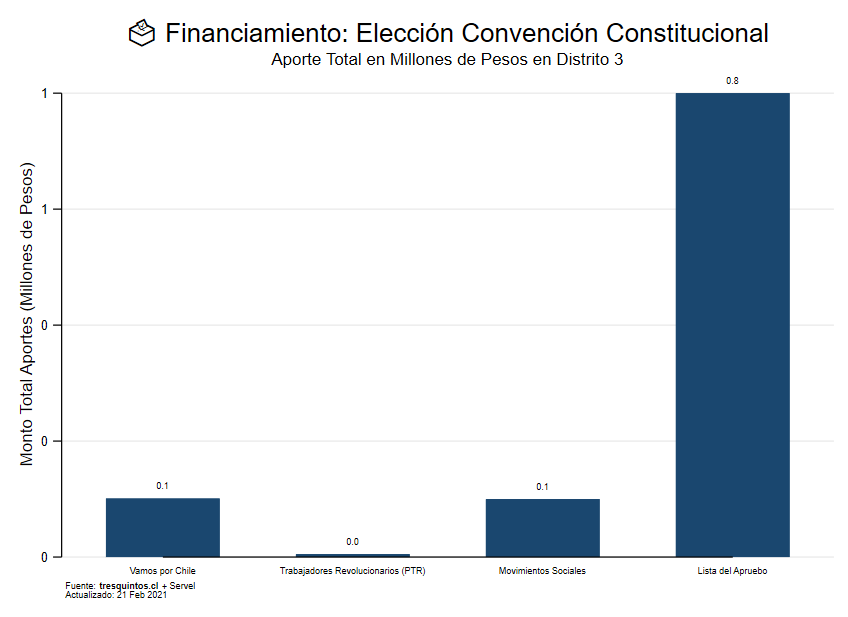 Financiamiento: Elección Convención Constitucional
Aporte Total en Millones de Pesos en Distrito 3
Monto Total Aportes (Millones de Pesos)
1
1
0
0
0
0.1
0.0
0.1
0.8
Vamos por Chile
Trabajadores Revolucionarios (PTR)
Movimientos Sociales
Lista del Apruebo
Fuente: tresquintos.cl + Servel
Actualizado: 21 Feb 2021